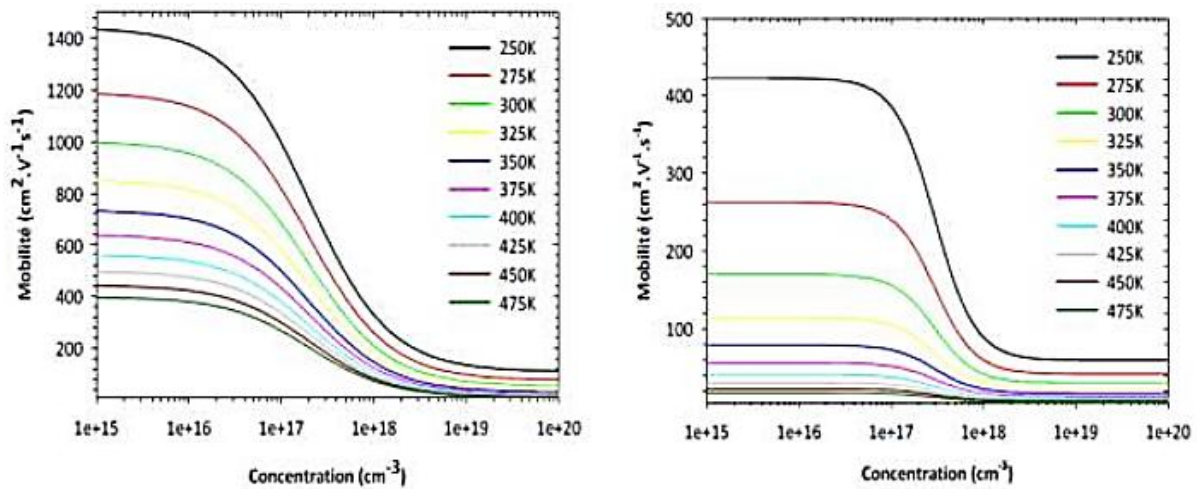 Mobilité (cm².V⁻¹s⁻¹)
1400
1200
1000
800
600
400
200
250K
275K
300K
325K
350K
375K
400K
425K
450K
475K
1e+15 1e+16 1e+17 1e+18 1e+19 1e+20
Concentration (cm⁻³)
Mobilité (cm².V⁻¹.s⁻¹)
500
400
300
200
100
250K
275K
300K
325K
350K
375K
400K
425K
450K
475K
1e+15 1e+16 1e+17 1e+18 1e+19 1e+20
Concentration (cm⁻³)